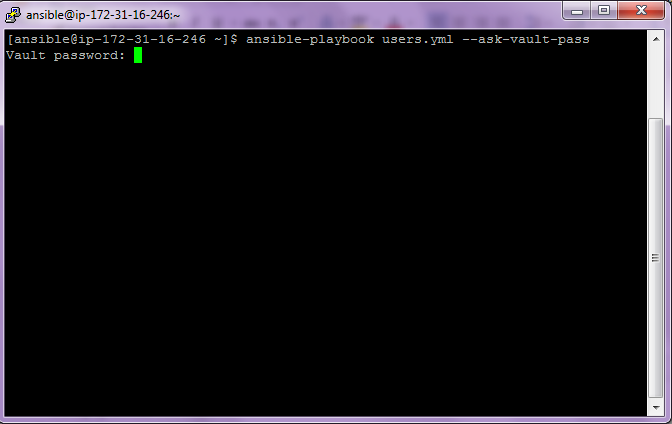 ansible@ip-172-31-16-246:~
[ansible@ip-172-31-16-246 ~]$ ansible-playbook users.yml --ask-vault-pass
Vault password: